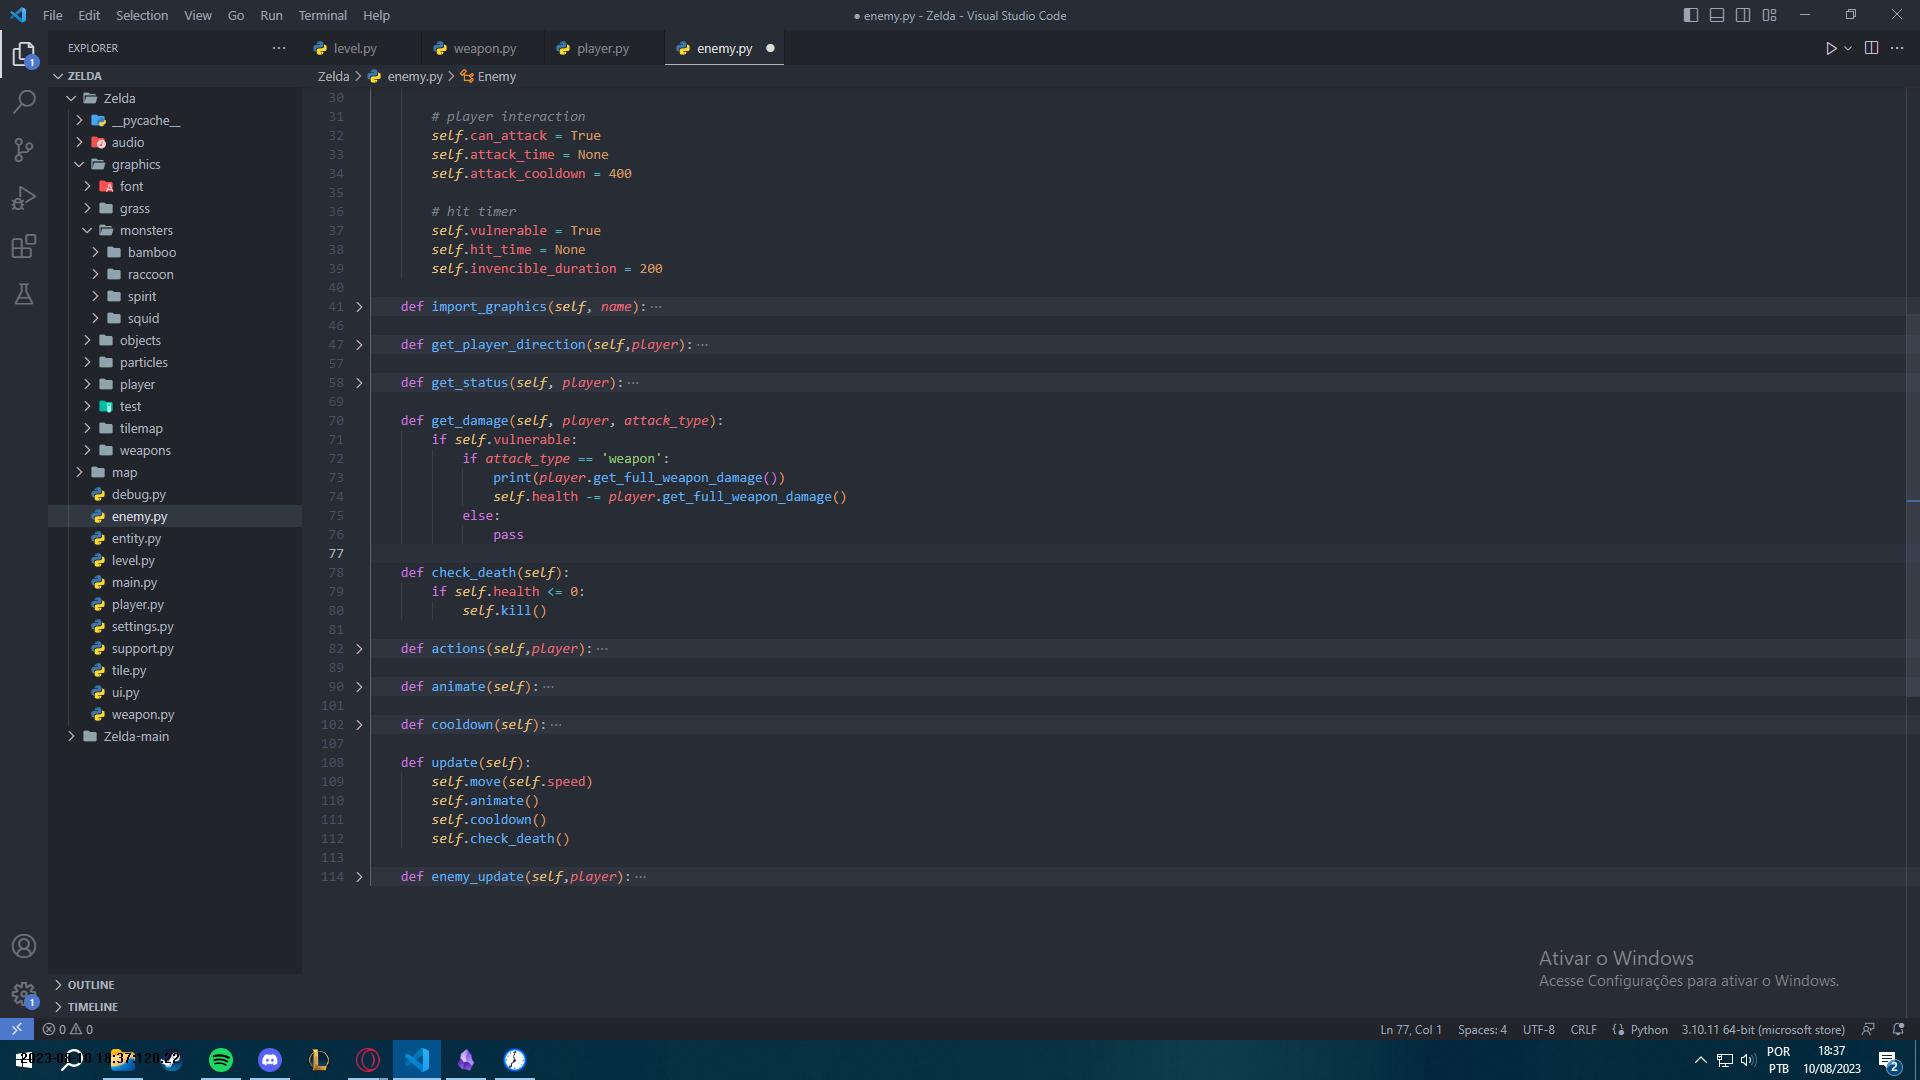 File Edit Selection View Go Run Terminal Help
● enemy.py - Zelda - Visual Studio Code
EXPLORER
level.py
weapon.py
player.py
enemy.py
1
ZELDA
Zelda > enemy.py > Enemy
Zelda
__pycache__
audio
graphics
font
grass
monsters
bamboo
raccoon
spirit
squid
objects
particles
player
test
tilemap
weapons
map
debug.py
enemy.py
entity.py
level.py
main.py
player.py
settings.py
support.py
tile.py
ui.py
weapon.py
Zelda-main
OUTLINE
TIMELINE
30
31 # player interaction
32 self.can_attack = True
33 self.attack_time = None
34 self.attack_cooldown = 400
35
36 # hit timer
37 self.vulnerable = True
38 self.hit_time = None
39 self.invencible_duration = 200
40
41 def import_graphics(self, name):···
46
47 def get_player_direction(self,player):···
57
58 def get_status(self, player):···
69
70 def get_damage(self, player, attack_type):
71 if self.vulnerable:
72 if attack_type == 'weapon':
73 print(player.get_full_weapon_damage())
74 self.health -= player.get_full_weapon_damage()
75 else:
76 pass
77
78 def check_death(self):
79 if self.health <= 0:
80 self.kill()
81
82 def actions(self,player):···
89
90 def animate(self):···
101
102 def cooldown(self):···
107
108 def update(self):
109 self.move(self.speed)
110 self.animate()
111 self.cooldown()
112 self.check_death()
113
114 def enemy_update(self,player):···
Ativar o Windows
Acesse Configurações para ativar o Windows.
1
0 0
Ln 77, Col 1 Spaces: 4 UTF-8 CRLF Python 3.10.11 64-bit (microsoft store)
POR
PTB
18:37
10/08/2023
2